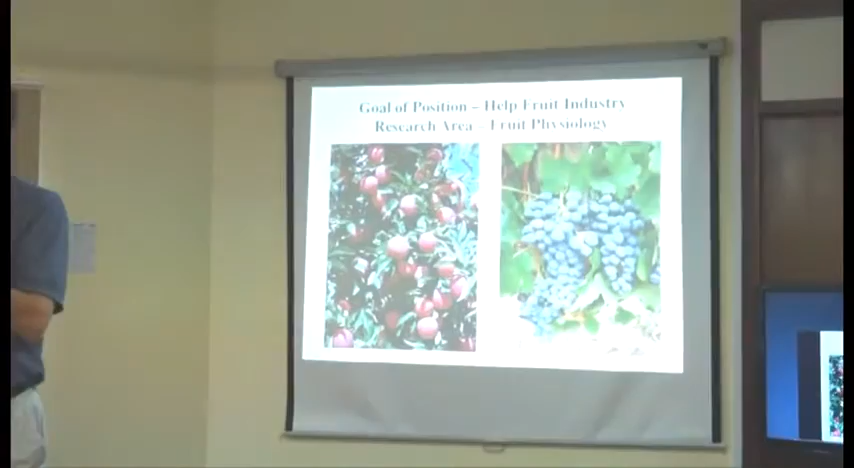 Goal of Position – Help Fruit Industry
Research Area – Fruit Physiology